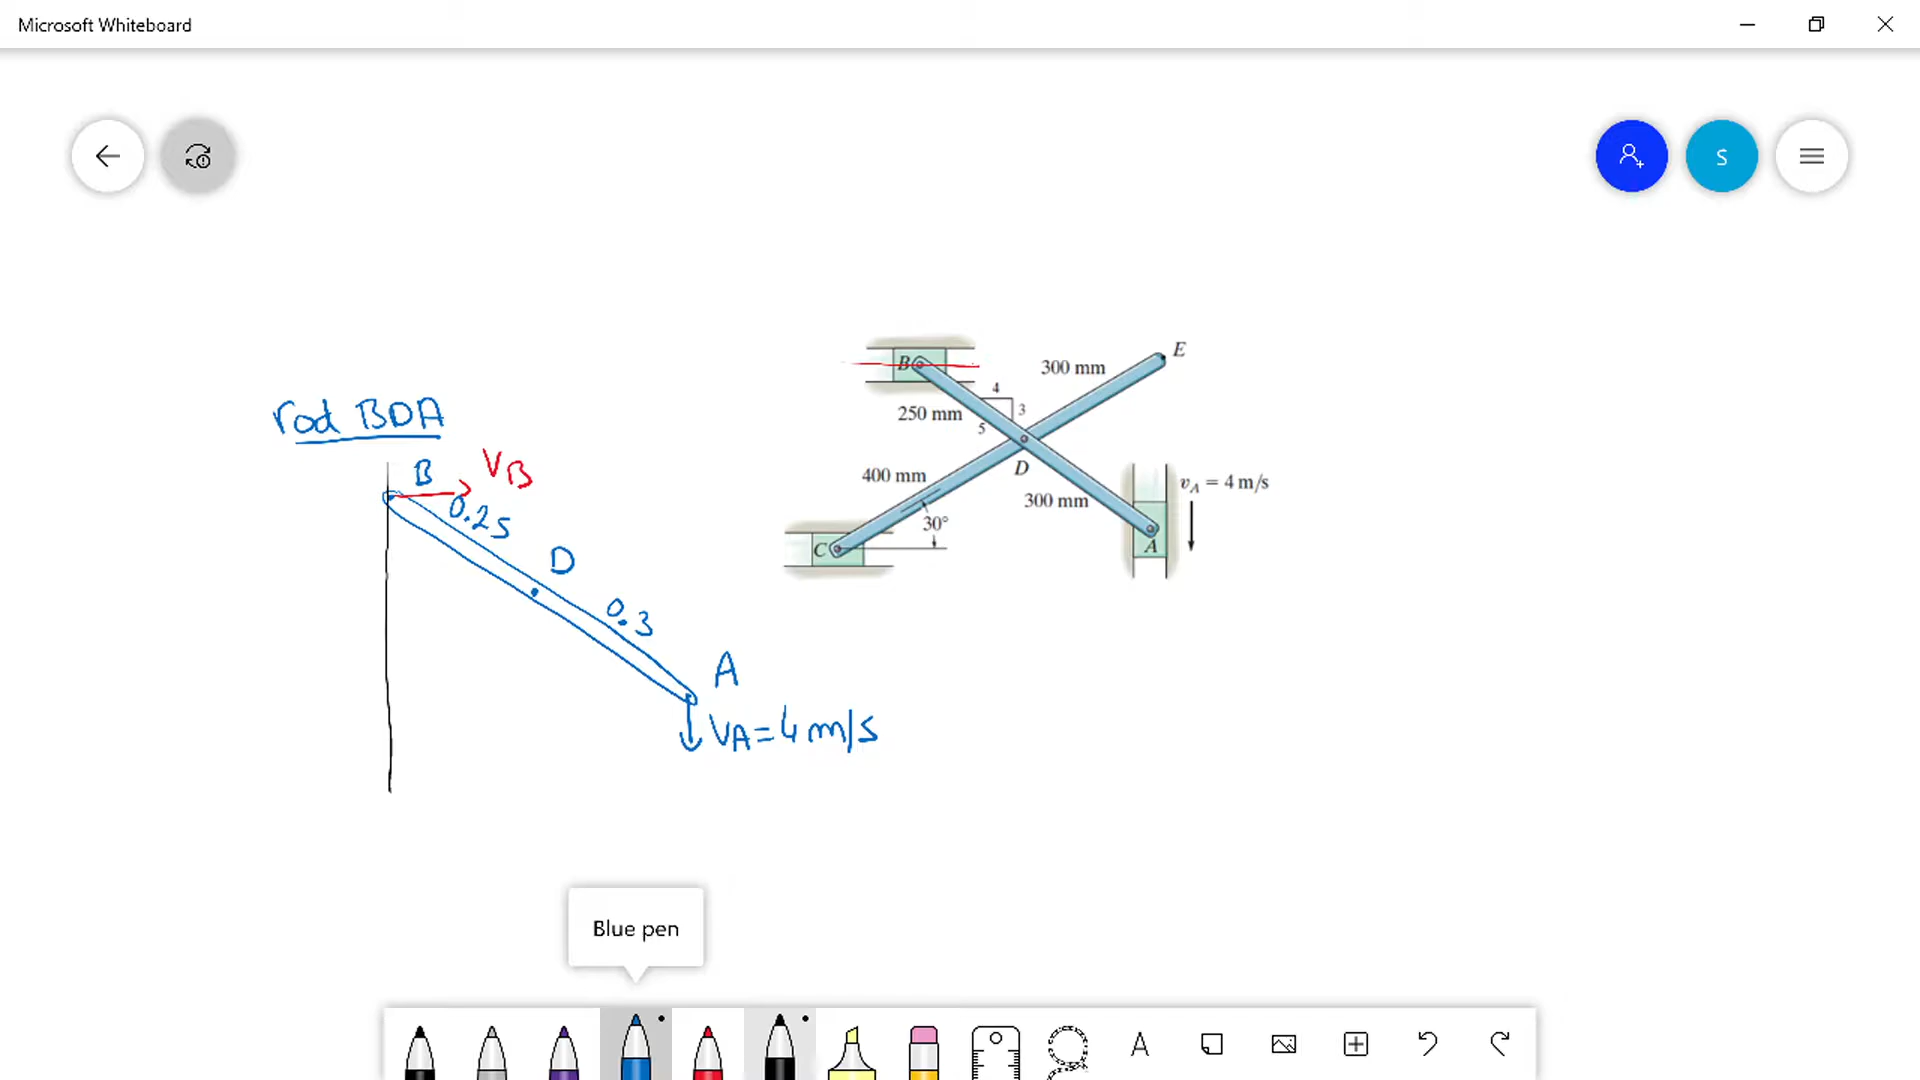 Microsoft Whiteboard
S
E
300 mm
B
4
3
250 mm
5
rod BDA
D
B
VB
400 mm
vA = 4 m/s
300 mm
0.25
30°
A
C
D
0.3
A
VA = 4 m/s
Blue pen
A